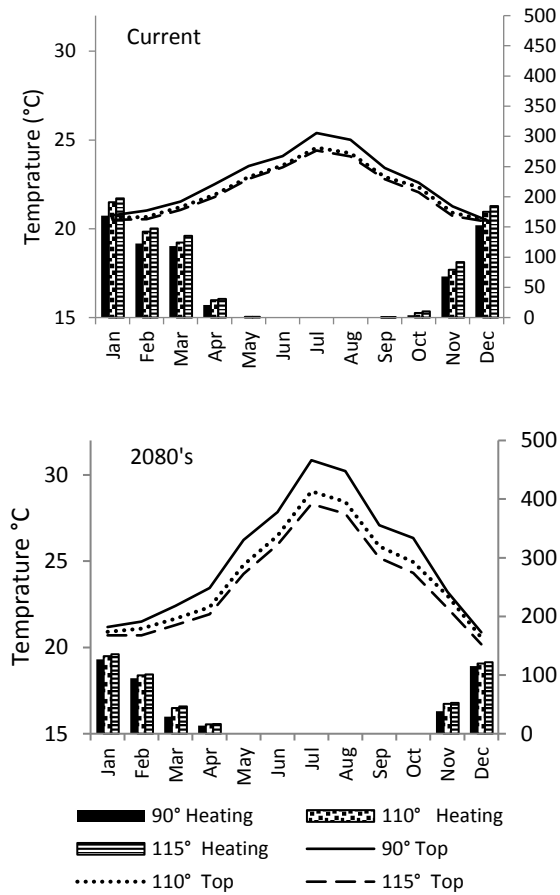 Current
Temprature (°C)
30
25
20
15
500
450
400
350
300
250
200
150
100
50
0
Jan Feb Mar Apr May Jun Jul Aug Sep Oct Nov Dec
2080's
Temprature °C
30
25
20
15
500
400
300
200
100
0
Jan Feb Mar Apr May Jun Jul Aug Sep Oct Nov Dec
90° Heating 110° Heating
115° Heating 90° Top
110° Top 115° Top